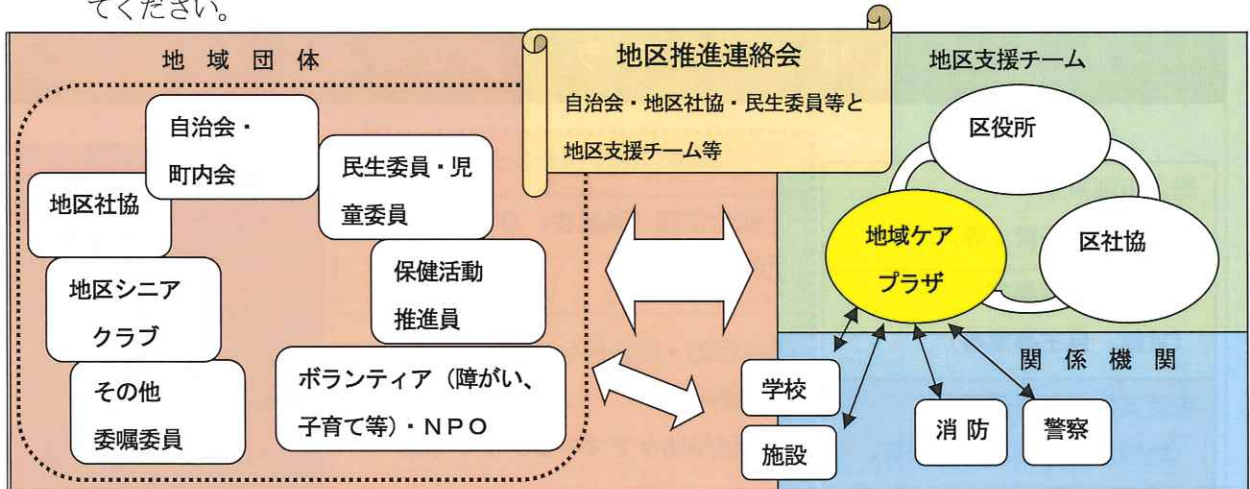 てください。
地域団体
地区推進連絡会
自治会・地区社協・民生委員等と
地区支援チーム等
地区支援チーム
自治会・
町内会
民生委員・児
童委員
地区社協
地区シニア
クラブ
保健活動
推進員
その他
委嘱委員
ボランティア（障がい、
子育て等）・ＮＰＯ
区役所
地域ケア
プラザ
区社協
関係機関
学校
施設
消防
警察